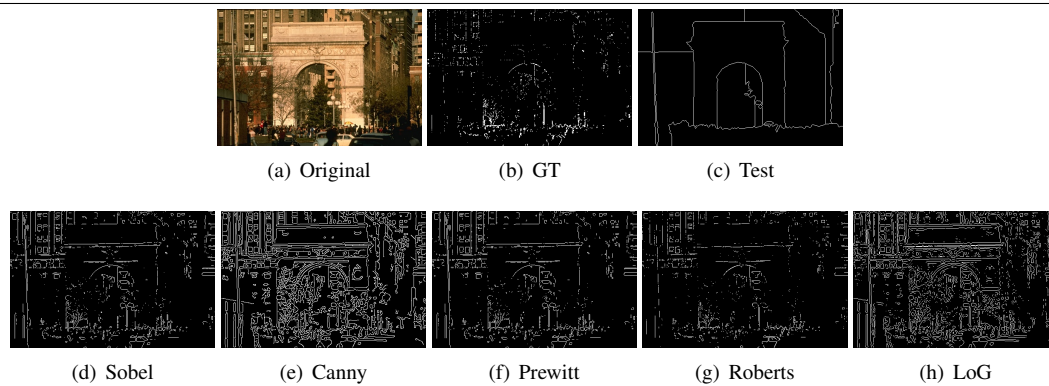 (a) Original
(b) GT
(c) Test
(d) Sobel
(e) Canny
(f) Prewitt
(g) Roberts
(h) LoG